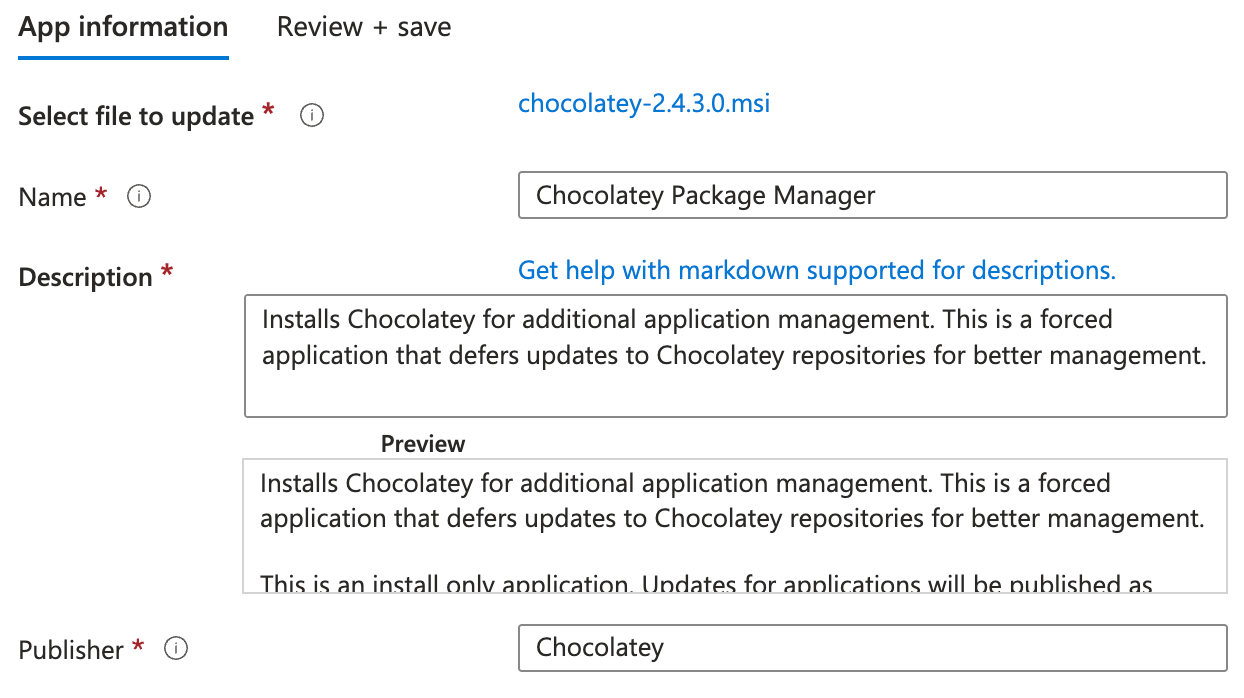 App information Review + save
Select file to update * chocolatey-2.4.3.0.msi
Name * Chocolatey Package Manager
Description * Get help with markdown supported for descriptions.
Installs Chocolatey for additional application management. This is a forced
application that defers updates to Chocolatey repositories for better management.
Preview
Installs Chocolatey for additional application management. This is a forced
application that defers updates to Chocolatey repositories for better management.
This is an install only application. Updates for applications will be published as
Publisher * Chocolatey